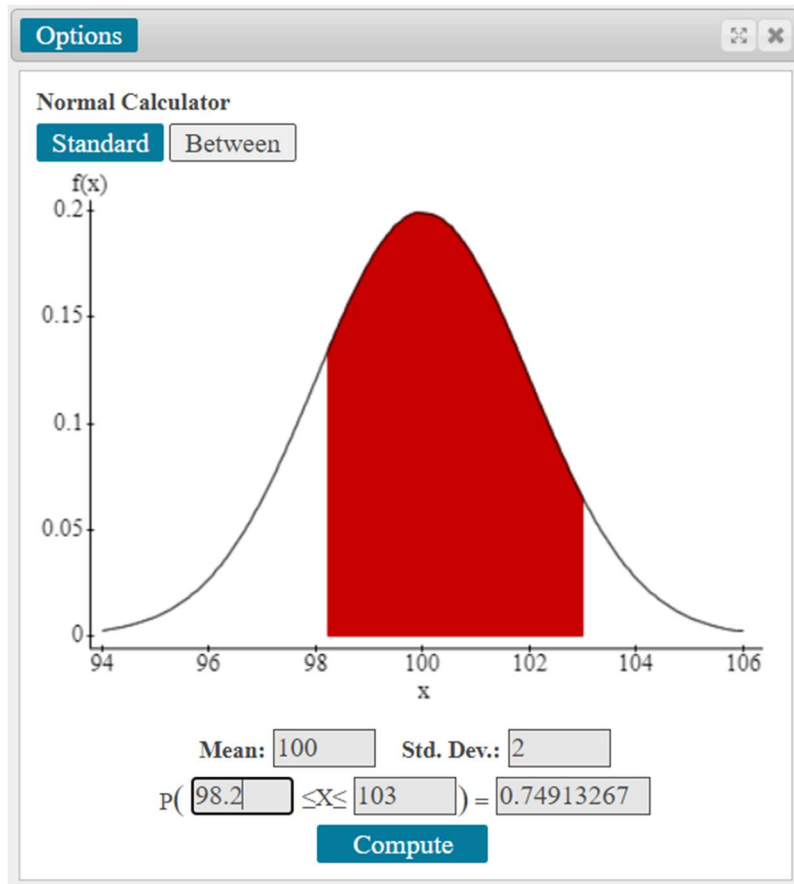 Options
Normal Calculator
Standard Between
f(x)
0.2
0.15
0.1
0.05
0
94 96 98 100 102 104 106
x
Mean: 100 Std. Dev.: 2
P( 98.2 ≤X≤ 103 ) = 0.74913267
Compute